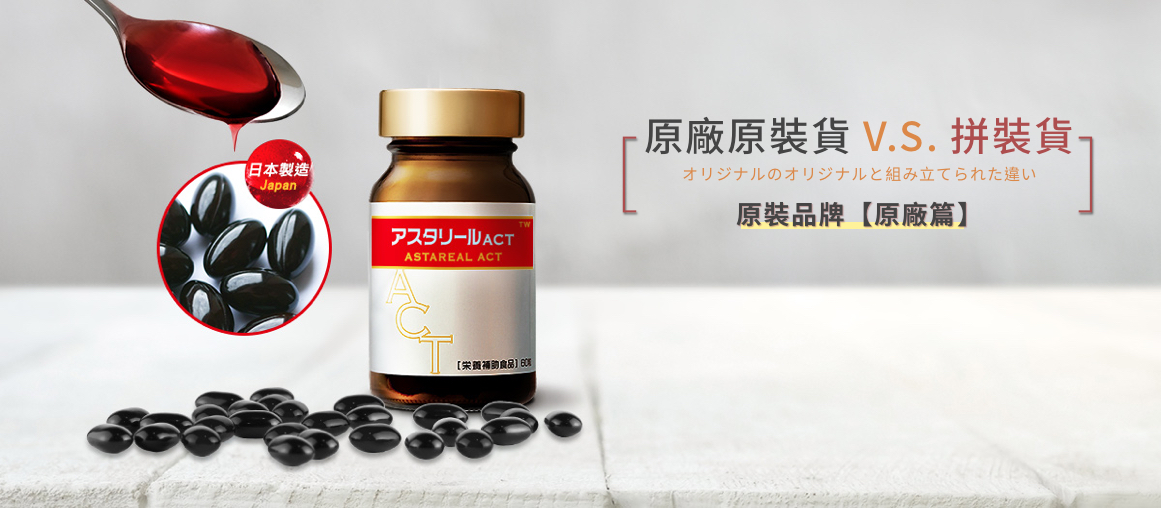 日本製造
Japan
TW
アスタリールACT
ASTAREAL ACT
ACT
【栄養補助食品】60粒
原廠原裝貨 V.S. 拼裝貨
オリジナルのオリジナルと組み立てられた違い
原裝品牌【原廠篇】